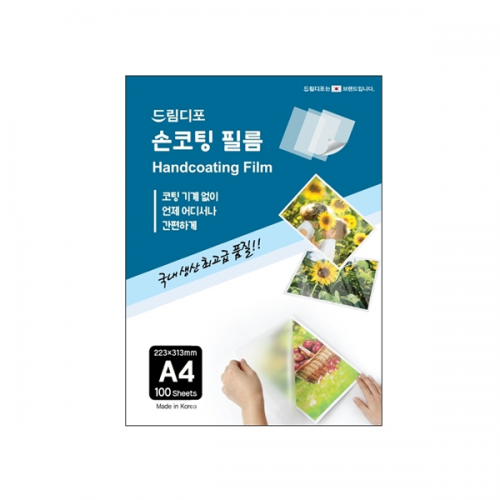 드림디포는 브랜드입니다.
드림디포
손코팅 필름
Handcoating Film
코팅 기계 없이
언제 어디서나
간편하게
국내생산 최고급 품질!!
223×313mm
A4
100 Sheets
Made in Korea